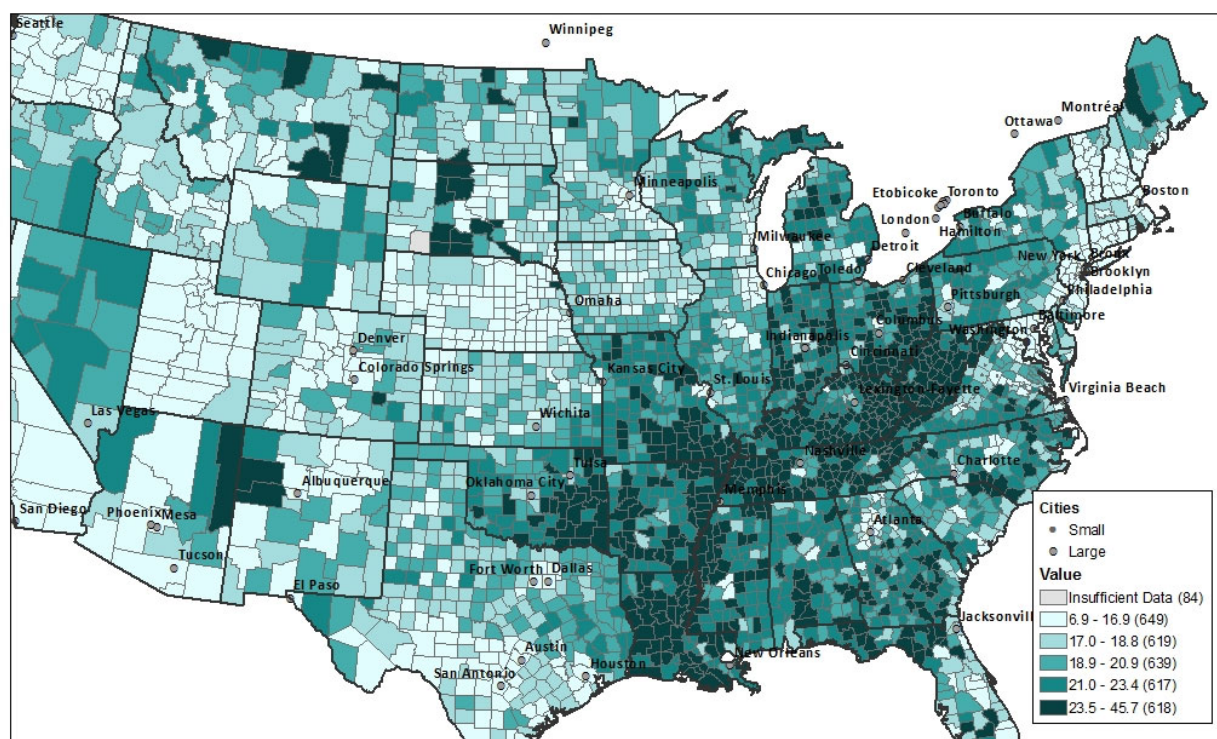 Seattle
Winnipeg
Montréal
Ottawa
Minneapolis
Etobicoke
Toronto
Boston
London
Buffalo
Hamilton
Milwaukee
Detroit
New York
Bronx
Chicago
Toledo
Cleveland
Brooklyn
Omaha
Pittsburgh
Philadelphia
Columbus
Baltimore
Washington
Indianapolis
Denver
Cincinnati
Colorado Springs
Kansas City
St. Louis
Lexington-Fayette
Virginia Beach
Las Vegas
Wichita
Tulsa
Nashville
Charlotte
Albuquerque
Oklahoma City
Memphis
San Diego
Phoenix
Mesa
Atlanta
Tucson
Fort Worth
Dallas
El Paso
Jacksonvill
Austin
New Orleans
San Antonio
Houston
Cities
Small
Large
Value
Insufficient Data (84)
6.9 - 16.9 (649)
17.0 - 18.8 (619)
18.9 - 20.9 (639)
21.0 - 23.4 (617)
23.5 - 45.7 (618)